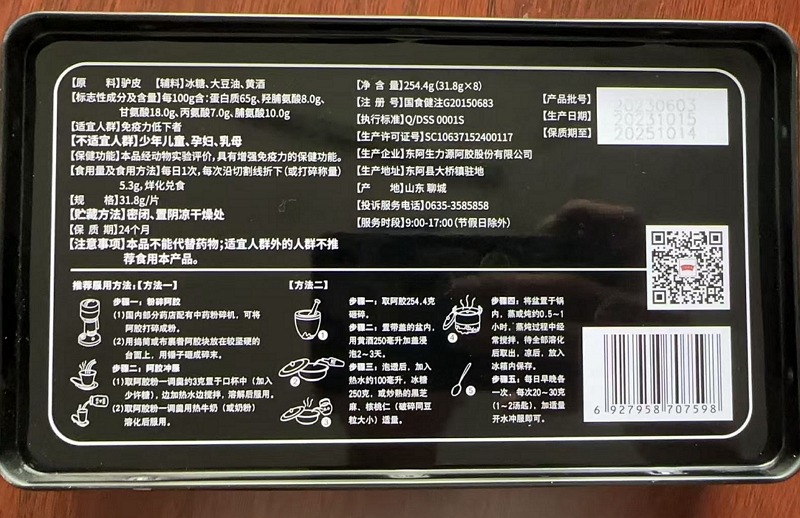 【原　　料】驴皮　【辅料】冰糖、大豆油、黄酒
【标志性成分及含量】每100g含：蛋白质65g、羟脯氨酸8.0g、
甘氨酸18.0g、丙氨酸7.0g、脯氨酸10.0g
【适宜人群】免疫力低下者
【不适宜人群】少年儿童、孕妇、乳母
【保健功能】本品经动物实验评价，具有增强免疫力的保健功能。
【食用量及食用方法】每日1次，每次沿切割线折下（或打碎称量）
5.3g，烊化兑食
【规　　格】31.8g/片
【贮藏方法】密闭、置阴凉干燥处
【保 质 期】24个月
【注意事项】本品不能代替药物；适宜人群外的人群不推
荐食用本产品。
【净 含 量】254.4g(31.8g×8)
【注 册 号】国食健注G20150683
【执行标准】Q/DSS 0001S
【生产许可证号】SC10637152400117
【生产企业】东阿生力源阿胶股份有限公司
【生产地址】东阿县大桥镇驻地
【产　　地】山东 聊城
【投诉服务电话】0635-3585858
【服务时段】9:00-17:00（节假日除外）
【产品批号】
【生产日期】
【保质期至】
20230603
20231015
20251014
推荐服用方法：【方法一】
步骤一：粉碎阿胶
(1)国内部分药店配有中药粉碎机，可将
阿胶打碎成粉。
(2)用捣筒或布裹着阿胶块放在较坚硬的
台面上，用锤子砸成碎末。
步骤二：阿胶冲服
(1)取阿胶粉一调羹约3克置于口杯中（加入
少许糖），边加热水边搅拌，溶解后服用。
(2)取阿胶粉一调羹用热牛奶（或奶粉）
溶化后服用。
【方法二】
①
②
③
步骤一：取阿胶254.4克
砸碎。
步骤二：置带盖的盆内，
用黄酒250毫升加盖浸
泡2~3天。
步骤三：泡透后，加入
热水约100毫升，冰糖
250克，或炒熟的黑芝
麻、核桃仁（破碎同豆
粒大小）适量。
④
⑤
步骤四：将盆置于锅
内，蒸或炖约0.5~1
小时，蒸炖过程中经
常搅拌，待全部溶化
后取出，凉后，放入
冰箱内保存。
步骤五：每日早晚各
一次，每次20~30克
（1~2汤匙），加适量
开水冲服即可。
6 927958 707598